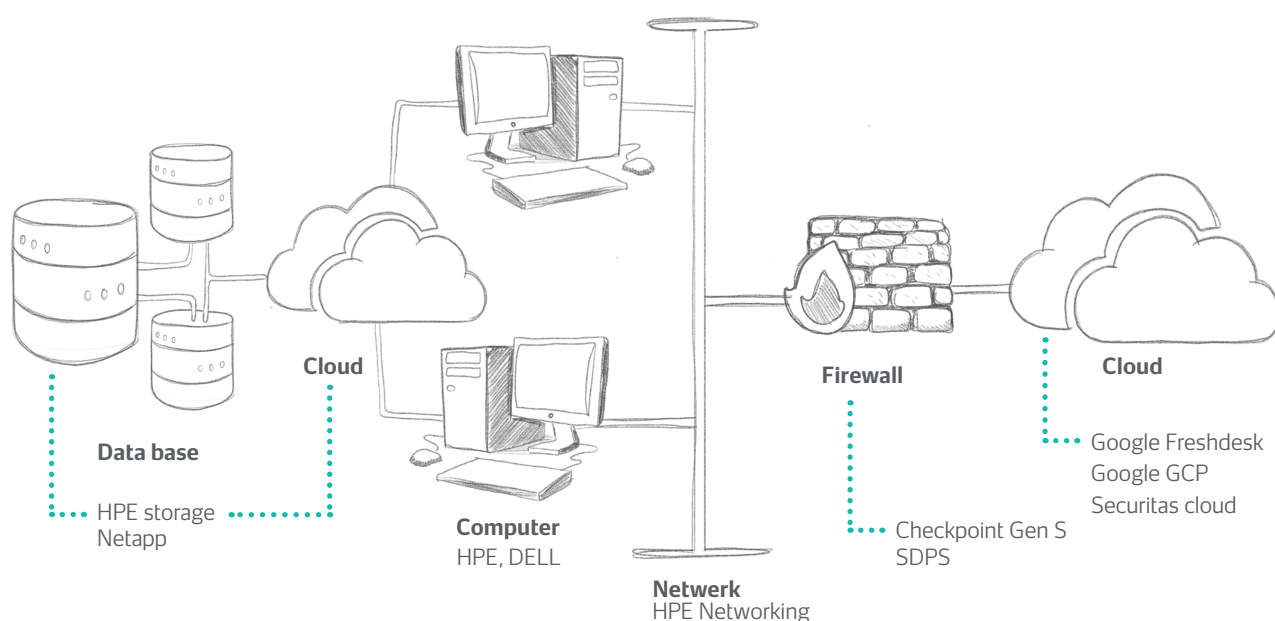 Data base
HPE storage
Netapp
Cloud
Computer
HPE, DELL
Netwerk
HPE Networking
Firewall
Checkpoint Gen S
SDPS
Cloud
Google Freshdesk
Google GCP
Securitas cloud